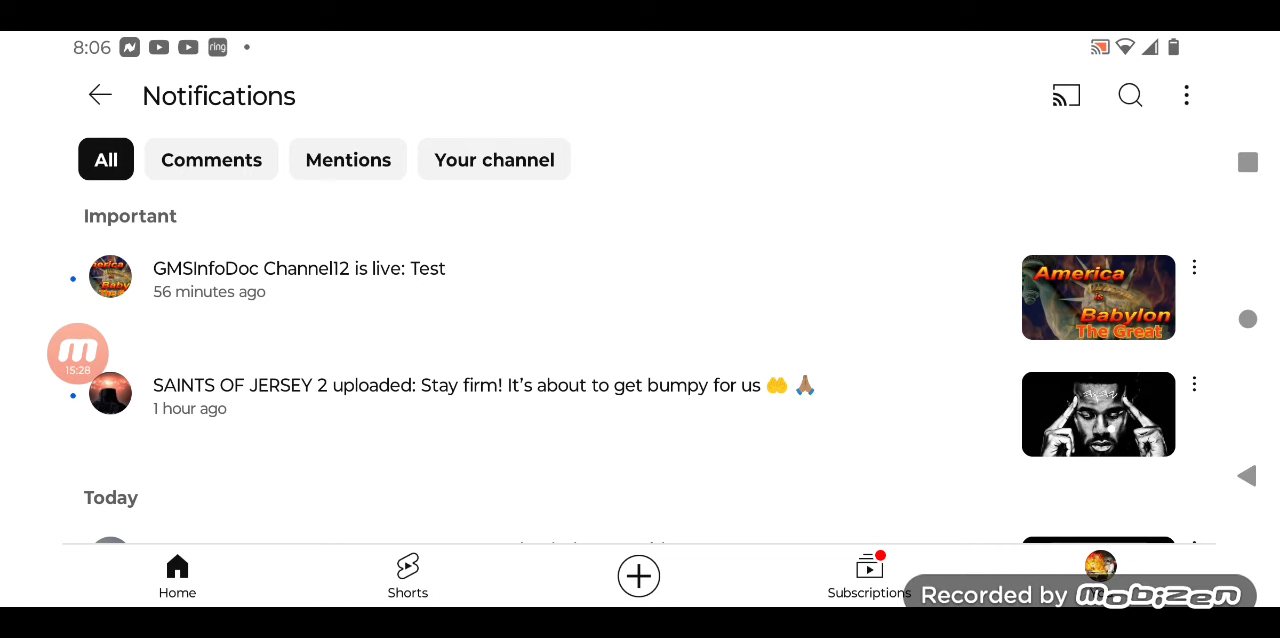 8:06
ring
Notifications
All
Comments
Mentions
Your channel
Important
GMSInfoDoc Channel12 is live: Test
56 minutes ago
America
is
Babylon
The Great
m
15:28
SAINTS OF JERSEY 2 uploaded: Stay firm! It’s about to get bumpy for us 🤲 🙏🏽
1 hour ago
Today
Home
Shorts
Subscriptions
Recorded by mobizen